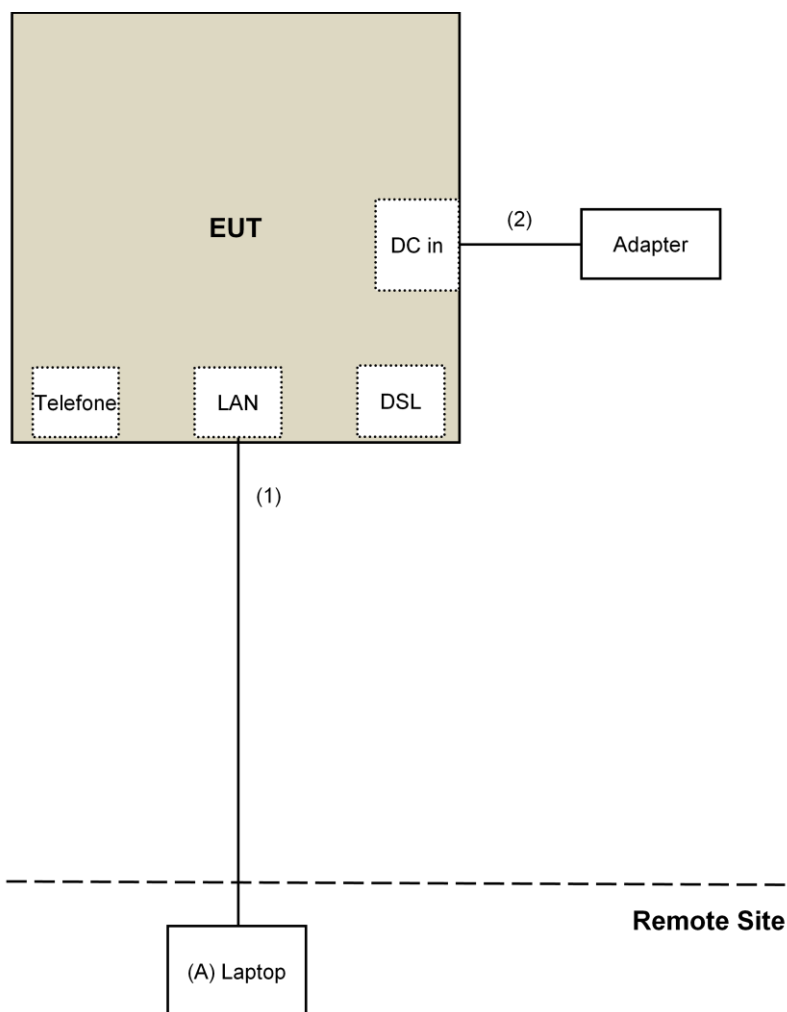 EUT
DC in
(2)
Adapter
Telefone
LAN
DSL
(1)
Remote Site
(A) Laptop